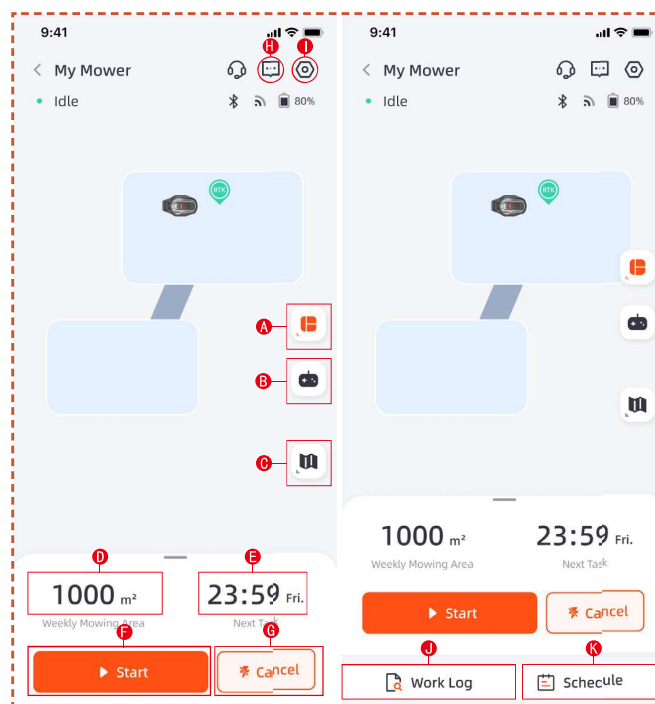 9:41
H
I
My Mower
Idle
80%
RTK
A
B
C
D
E
1000 m²
23:59 Fri.
Weekly Mowing Area
Next Task
F
G
Start
Cancel
9:41
My Mower
Idle
80%
RTK
1000 m²
23:59 Fri.
Weekly Mowing Area
Next Task
Start
Cancel
J
K
Work Log
Schecule